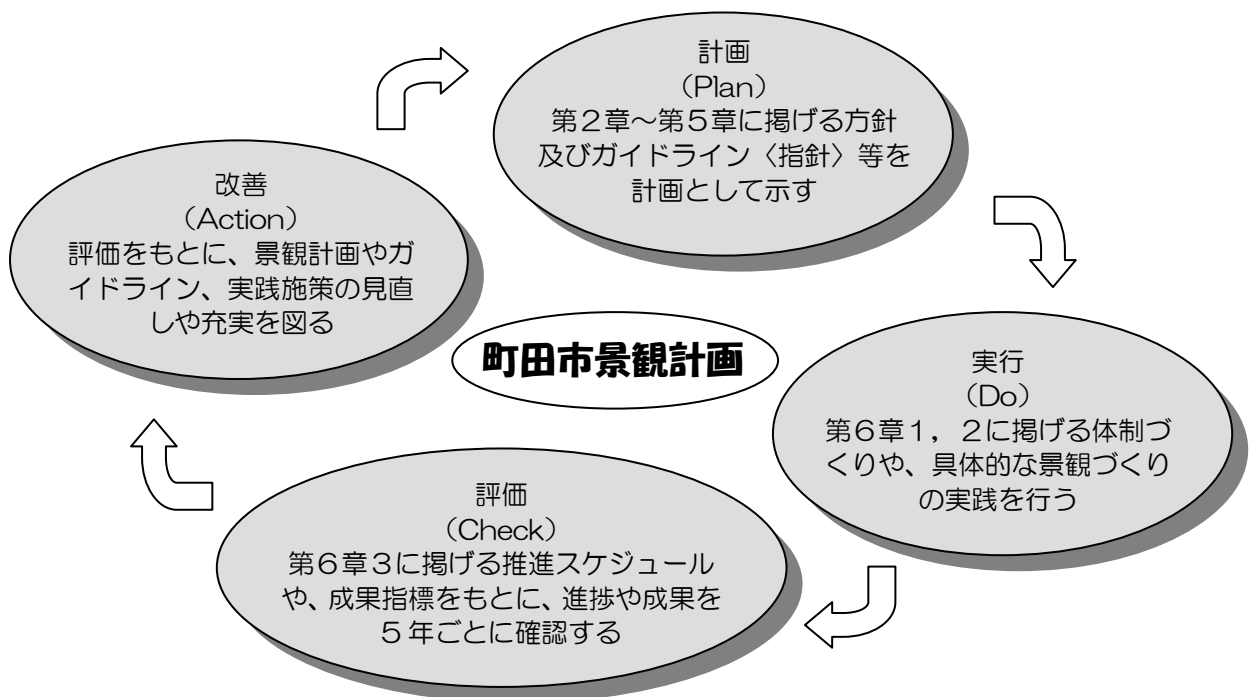 計画
（Plan）
第２章～第５章に掲げる方針
及びガイドライン〈指針〉等を
計画として示す
改善
（Action）
評価をもとに、景観計画やガ
イドライン、実践施策の見直
しや充実を図る
町田市景観計画
実行
（Do）
第６章１，２に掲げる体制づ
くりや、具体的な景観づくり
の実践を行う
評価
（Check）
第６章３に掲げる推進スケジュール
や、成果指標をもとに、進捗や成果を
５年ごとに確認する